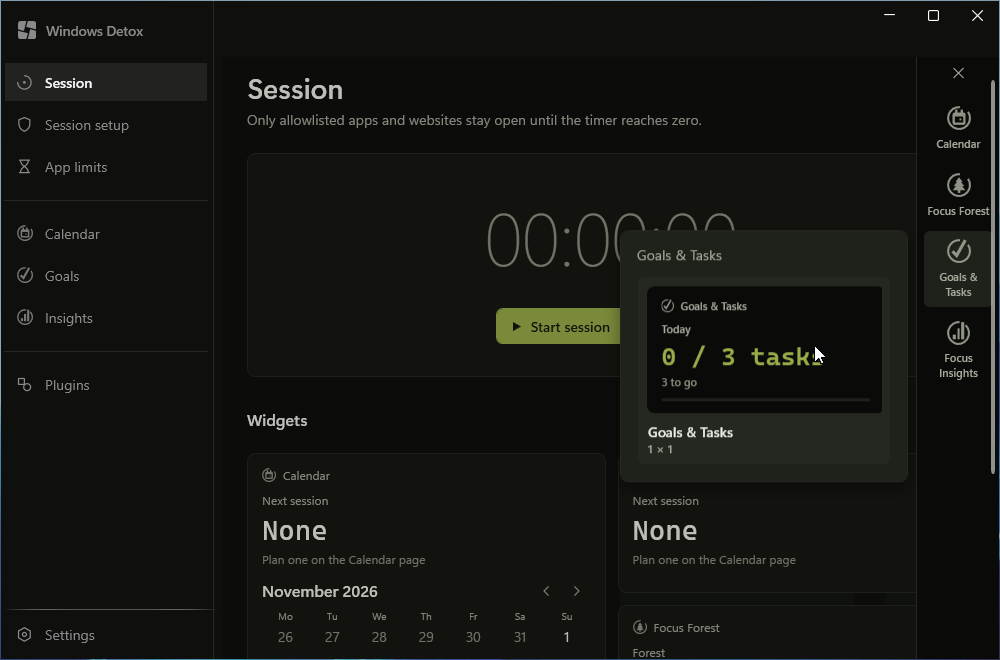 Windows Detox
Session
Session setup
App limits
Calendar
Goals
Insights
Plugins
Settings
Session
Only allowlisted apps and websites stay open until the timer reaches zero.
00:00:00
Start session
Widgets
Calendar
Next session
None
Plan one on the Calendar page
November 2026
Mo Tu We Th Fr Sa Su
26 27 28 29 30 31 1
Next session
None
Plan one on the Calendar page
Focus Forest
Forest
Goals & Tasks
Goals & Tasks
Today
0 / 3 tasks
3 to go
Goals & Tasks
1 × 1
Calendar
Focus Forest
Goals &
Tasks
Focus
Insights